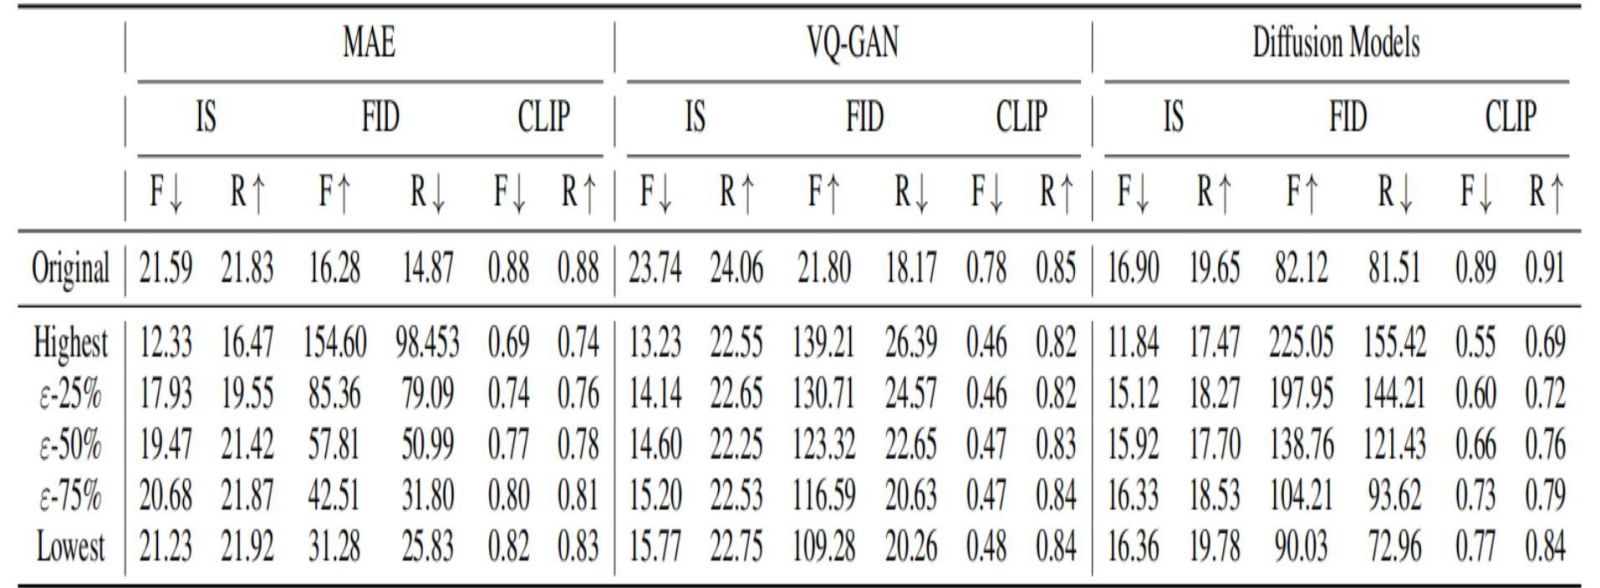 MAE VQ-GAN Diffusion Models
IS FID CLIP IS FID CLIP IS FID CLIP
F↓ R↑ F↑ R↓ F↓ R↑ F↓ R↑ F↑ R↓ F↓ R↑ F↓ R↑ F↑ R↓ F↓ R↑
Original 21.59 21.83 16.28 14.87 0.88 0.88 23.74 24.06 21.80 18.17 0.78 0.85 16.90 19.65 82.12 81.51 0.89 0.91
Highest 12.33 16.47 154.60 98.453 0.69 0.74 13.23 22.55 139.21 26.39 0.46 0.82 11.84 17.47 225.05 155.42 0.55 0.69
ε-25% 17.93 19.55 85.36 79.09 0.74 0.76 14.14 22.65 130.71 24.57 0.46 0.82 15.12 18.27 197.95 144.21 0.60 0.72
ε-50% 19.47 21.42 57.81 50.99 0.77 0.78 14.60 22.25 123.32 22.65 0.47 0.83 15.92 17.70 138.76 121.43 0.66 0.76
ε-75% 20.68 21.87 42.51 31.80 0.80 0.81 15.20 22.53 116.59 20.63 0.47 0.84 16.33 18.53 104.21 93.62 0.73 0.79
Lowest 21.23 21.92 31.28 25.83 0.82 0.83 15.77 22.75 109.28 20.26 0.48 0.84 16.36 19.78 90.03 72.96 0.77 0.84